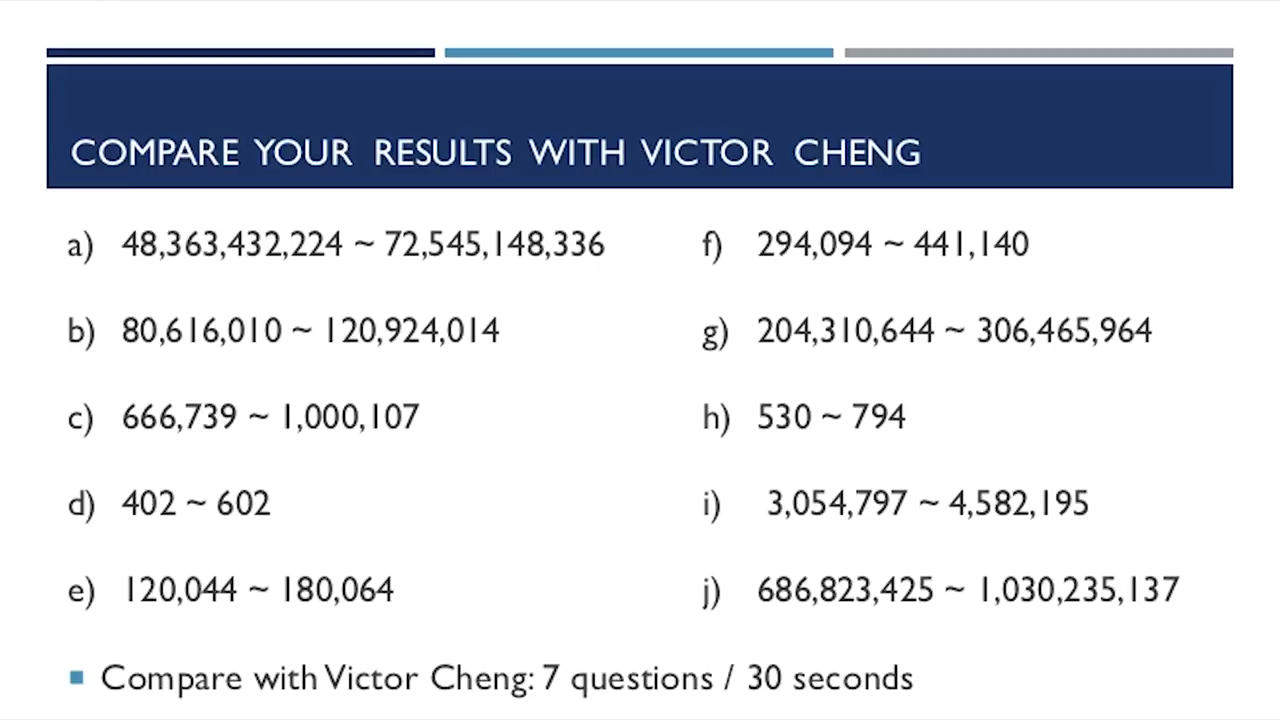 COMPARE YOUR RESULTS WITH VICTOR CHENG
a) 48,363,432,224 ~ 72,545,148,336
b) 80,616,010 ~ 120,924,014
c) 666,739 ~ 1,000,107
d) 402 ~ 602
e) 120,044 ~ 180,064
f) 294,094 ~ 441,140
g) 204,310,644 ~ 306,465,964
h) 530 ~ 794
i) 3,054,797 ~ 4,582,195
j) 686,823,425 ~ 1,030,235,137
Compare with Victor Cheng: 7 questions / 30 seconds